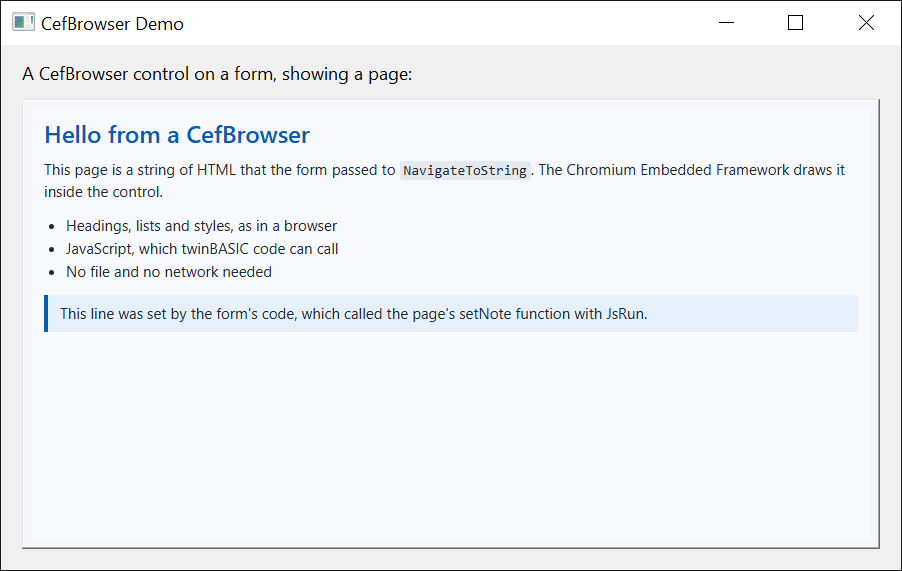 CefBrowser Demo
A CefBrowser control on a form, showing a page:
Hello from a CefBrowser
This page is a string of HTML that the form passed to NavigateToString. The Chromium Embedded Framework draws it
inside the control.
• Headings, lists and styles, as in a browser
• JavaScript, which twinBASIC code can call
• No file and no network needed
This line was set by the form's code, which called the page's setNote function with JsRun.